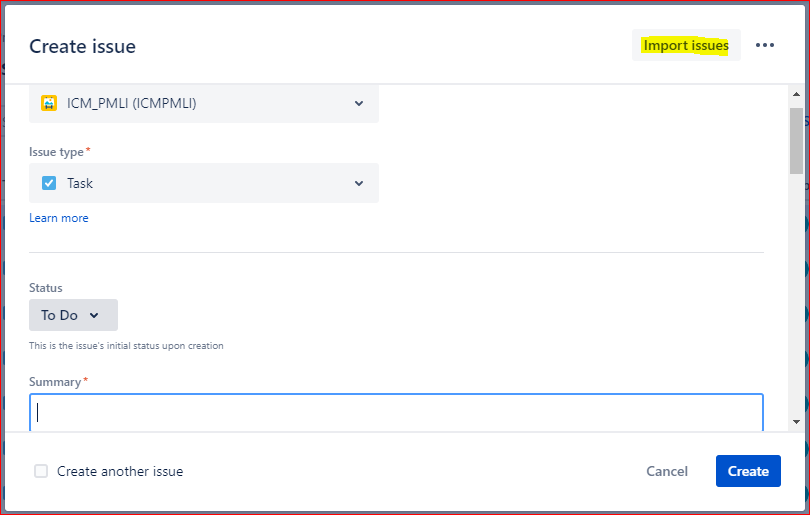 Create issue
Import issues
ICM_PMLI (ICMPMLI)
Issue type*
Task
Learn more
Status
To Do
This is the issue's initial status upon creation
Summary*
Create another issue
Cancel
Create